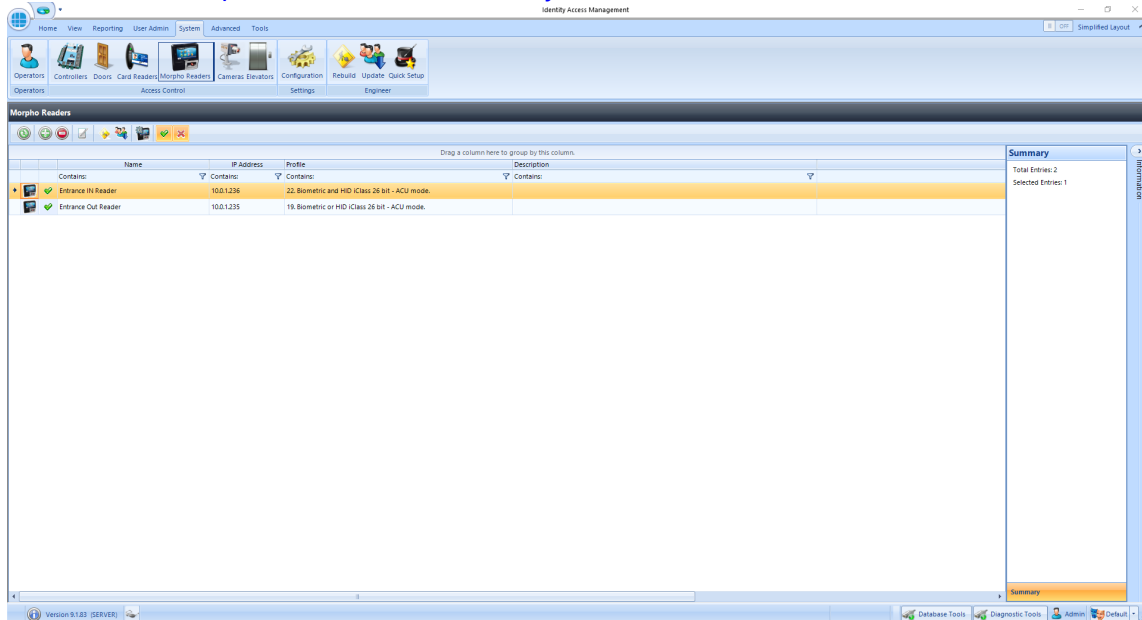 Identity Access Management
Home View Reporting User Admin System Advanced Tools
OFF Simplified Layout
Operators Controllers Doors Card Readers Morpho Readers Cameras Elevators Configuration Rebuild Update Quick Setup
Operators Access Control Settings Engineer
Morpho Readers
Drag a column here to group by this column.
Name IP Address Profile Description
Contains: Contains: Contains: Contains:
Entrance IN Reader 10.0.1.236 22. Biometric and HID iClass 26 bit - ACU mode.
Entrance Out Reader 10.0.1.235 19. Biometric or HID iClass 26 bit - ACU mode.
Summary
Total Entries: 2
Selected Entries: 1
Information
Summary
Version 9.1.83 (SERVER) Database Tools Diagnostic Tools Admin Default